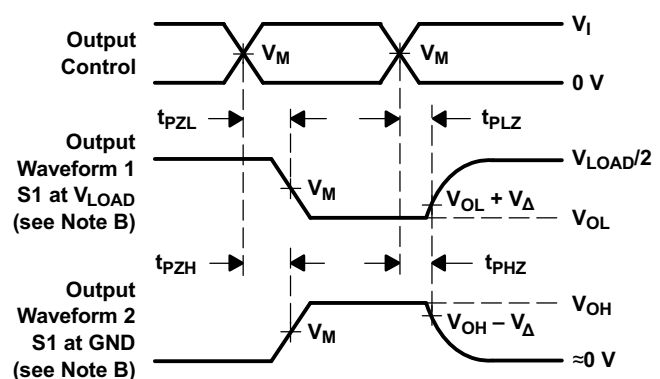 Output
Control
V_M
V_M
V_I
0 V
t_PZL
t_PLZ
Output
Waveform 1
S1 at V_LOAD
(see Note B)
V_M
V_LOAD/2
V_OL + V_Δ
V_OL
t_PZH
t_PHZ
Output
Waveform 2
S1 at GND
(see Note B)
V_M
V_OH
V_OH – V_Δ
≈0 V